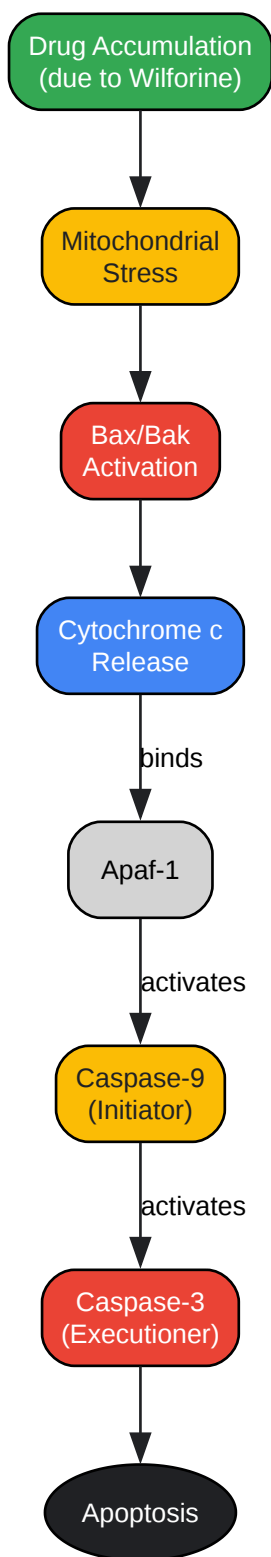 Drug Accumulation
(due to Wilforine)
Mitochondrial
Stress
Bax/Bak
Activation
Cytochrome c
Release
binds
Apaf-1
activates
Caspase-9
(Initiator)
activates
Caspase-3
(Executioner)
Apoptosis